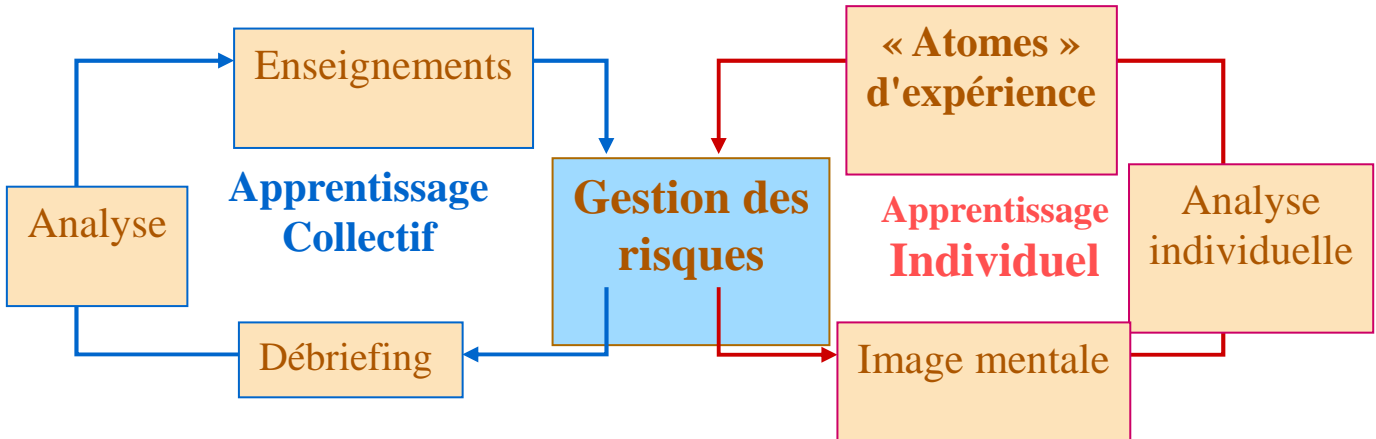 Enseignements
« Atomes »
d'expérience
Apprentissage
Collectif
Gestion des
risques
Apprentissage
Individuel
Analyse
Analyse
individuelle
Débriefing
Image mentale